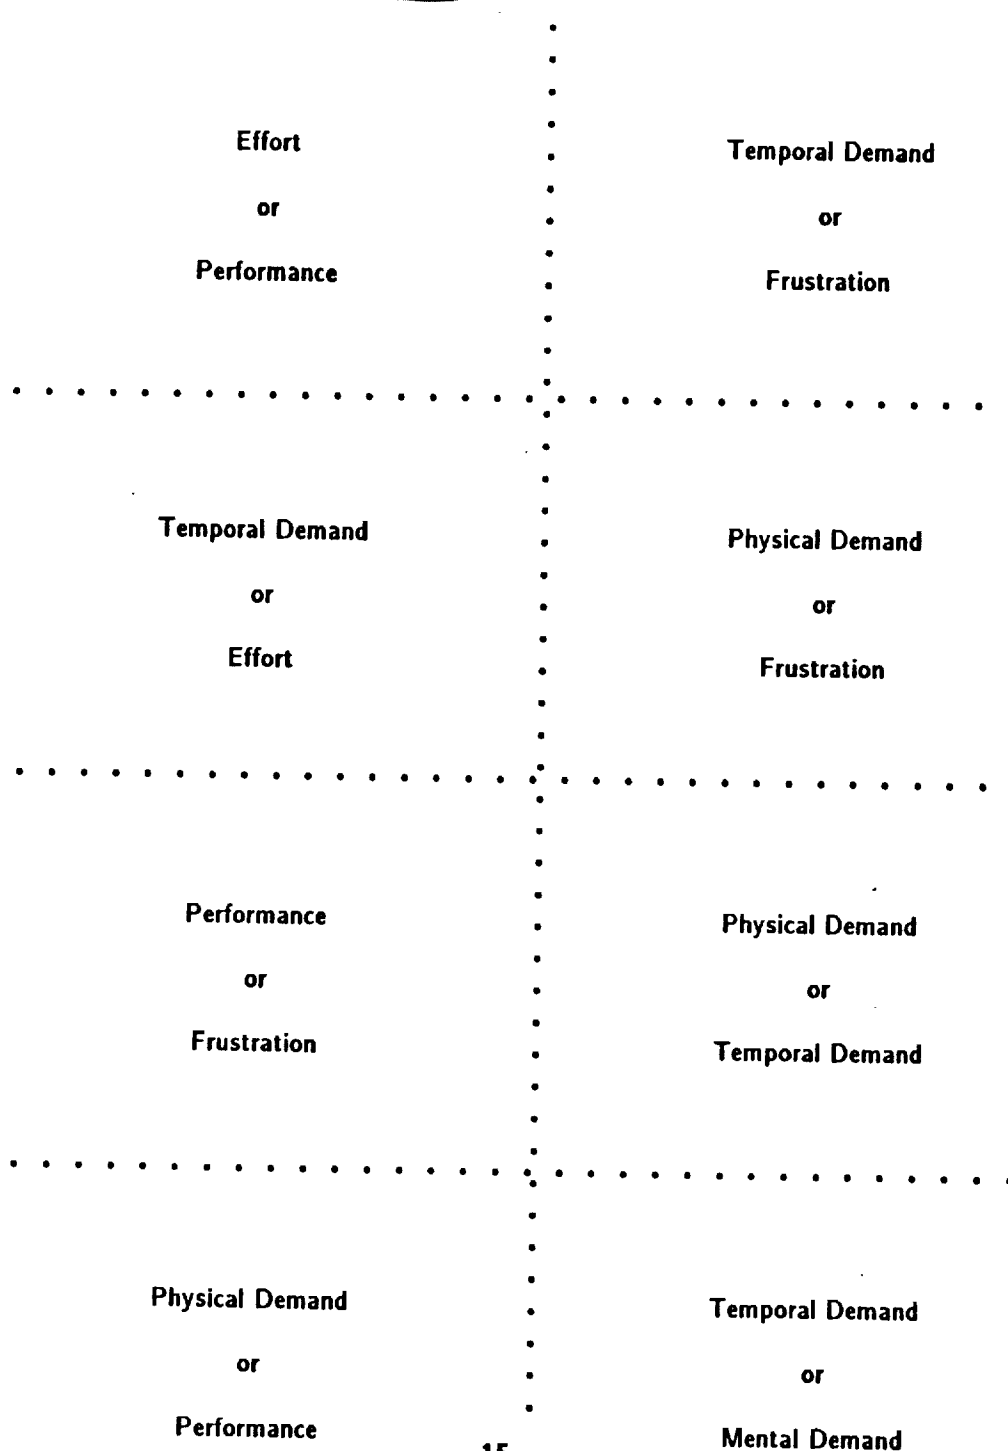 Effort
or
Performance
Temporal Demand
or
Frustration
Temporal Demand
or
Effort
Physical Demand
or
Frustration
Performance
or
Frustration
Physical Demand
or
Temporal Demand
Physical Demand
or
Performance
Temporal Demand
or
Mental Demand
15